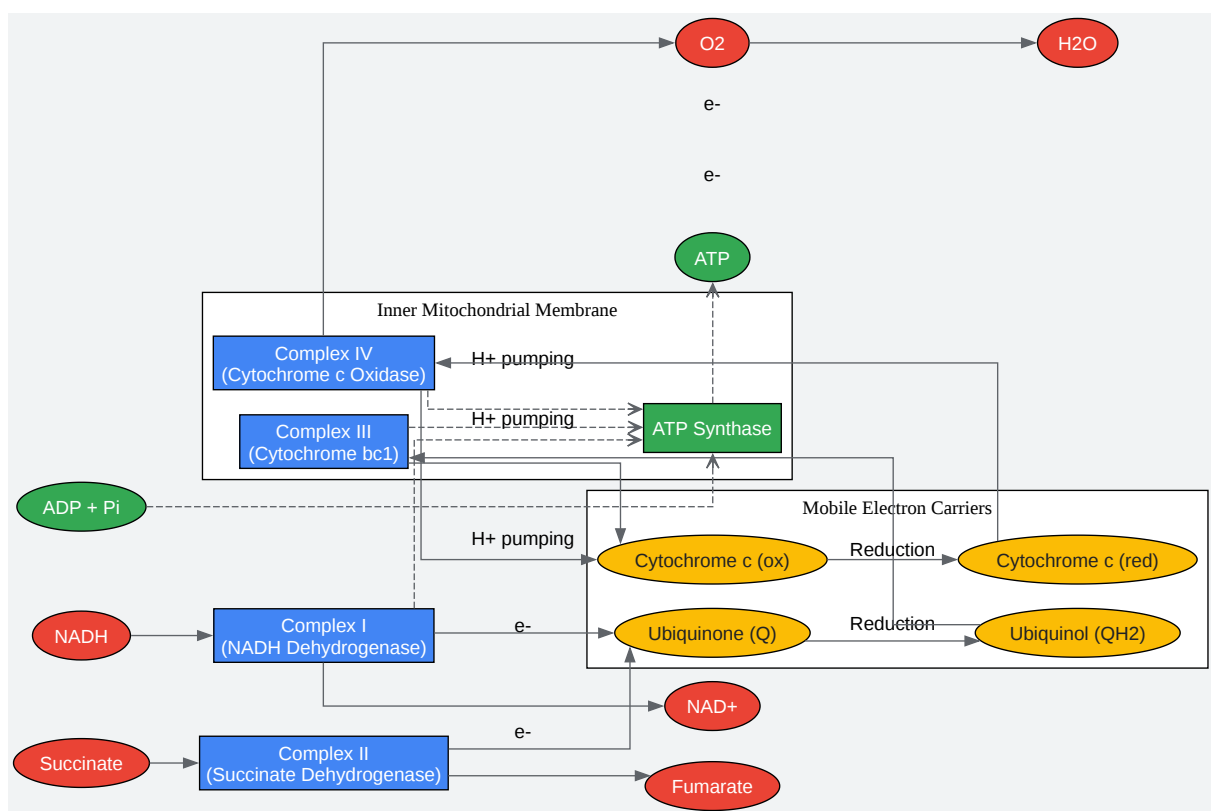 O2
H2O
e-
e-
ATP
Inner Mitochondrial Membrane
Complex IV
(Cytochrome c Oxidase)
H+ pumping
Complex III
(Cytochrome bc1)
H+ pumping
ATP Synthase
ADP + Pi
Mobile Electron Carriers
H+ pumping
Cytochrome c (ox)
Reduction
Cytochrome c (red)
NADH
Complex I
(NADH Dehydrogenase)
e-
Ubiquinone (Q)
Reduction
Ubiquinol (QH2)
NAD+
Succinate
Complex II
(Succinate Dehydrogenase)
e-
Fumarate